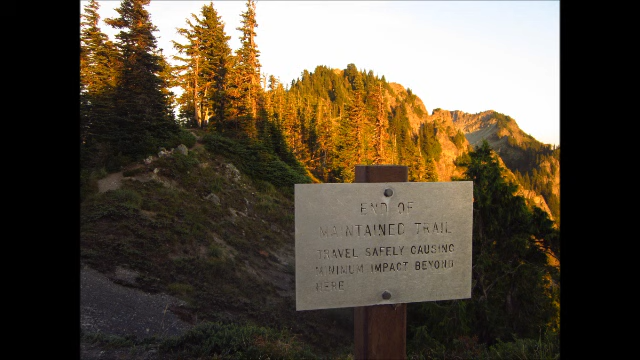 END OF
MAINTAINED TRAIL
TRAVEL SAFELY CAUSING
MINIMUM IMPACT BEYOND
HERE